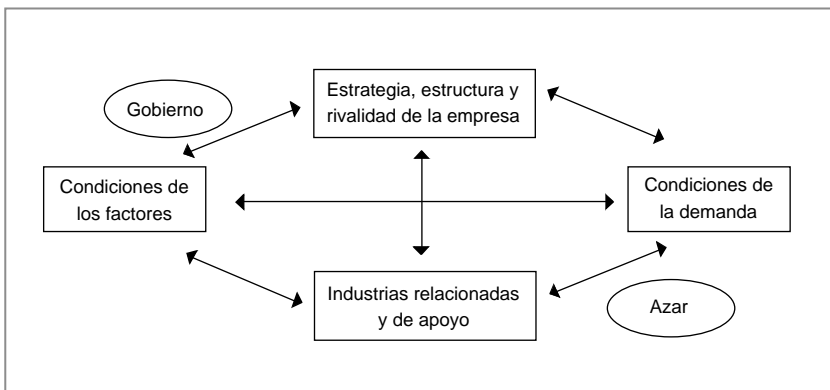 Estrategia, estructura y
rivalidad de la empresa
Gobierno
Condiciones de
los factores
Condiciones de
la demanda
Industrias relacionadas
y de apoyo
Azar